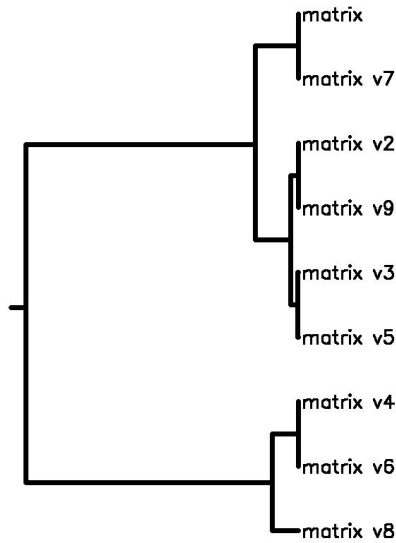 matrix
matrix v7
matrix v2
matrix v9
matrix v3
matrix v5
matrix v4
matrix v6
matrix v8